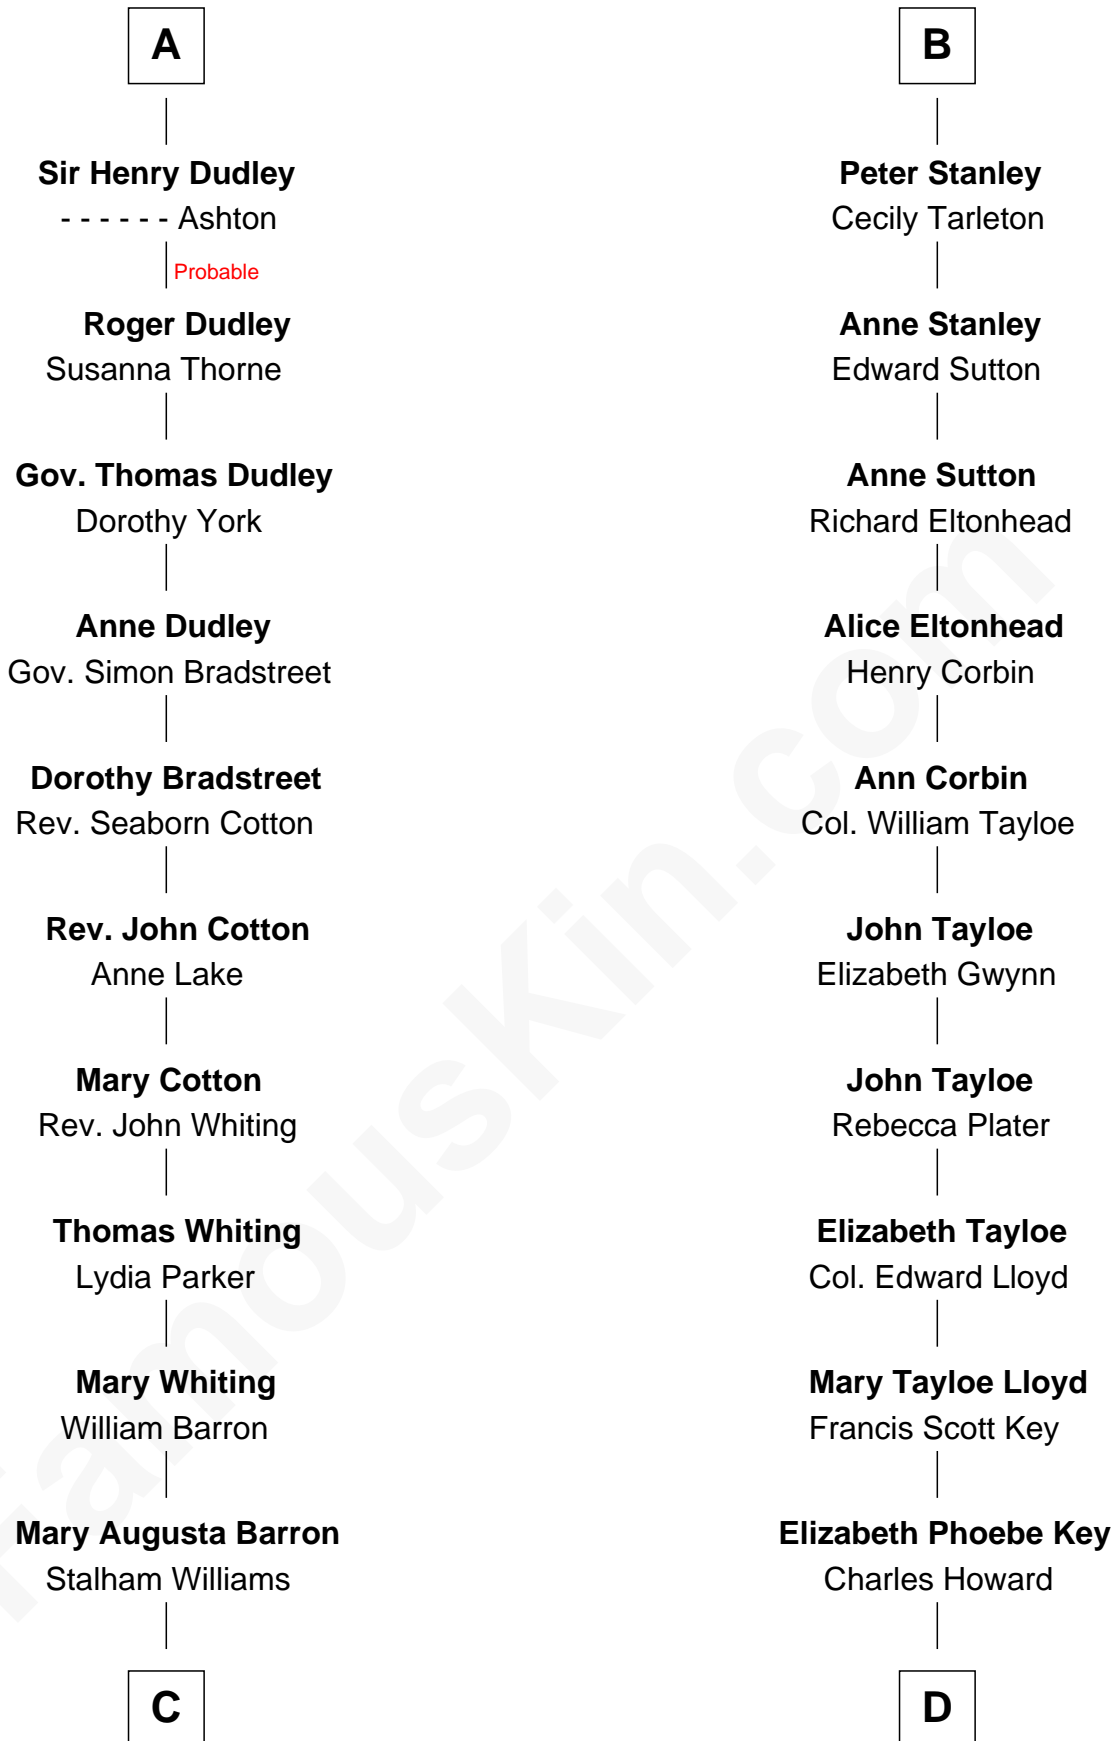 A
Sir Henry Dudley
- - - - - - Ashton
Probable
Roger Dudley
Susanna Thorne
Gov. Thomas Dudley
Dorothy York
Anne Dudley
Gov. Simon Bradstreet
Dorothy Bradstreet
Rev. Seaborn Cotton
Rev. John Cotton
Anne Lake
Mary Cotton
Rev. John Whiting
Thomas Whiting
Lydia Parker
Mary Whiting
William Barron
Mary Augusta Barron
Stalham Williams
C
B
Peter Stanley
Cecily Tarleton
Anne Stanley
Edward Sutton
Anne Sutton
Richard Eltonhead
Alice Eltonhead
Henry Corbin
Ann Corbin
Col. William Tayloe
John Tayloe
Elizabeth Gwynn
John Tayloe
Rebecca Plater
Elizabeth Tayloe
Col. Edward Lloyd
Mary Tayloe Lloyd
Francis Scott Key
Elizabeth Phoebe Key
Charles Howard
D
FamousKin.com